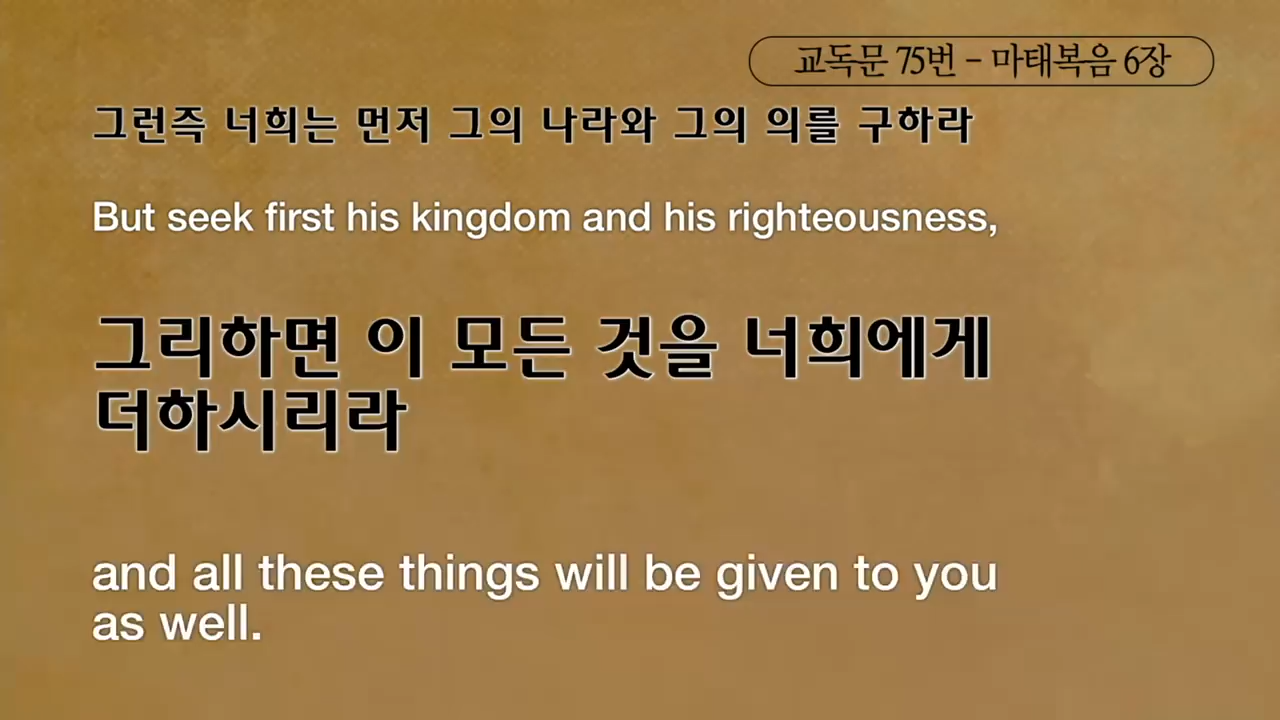 교독문 75번 - 마태복음 6장
그런즉 너희는 먼저 그의 나라와 그의 의를 구하라
But seek first his kingdom and his righteousness,
그리하면 이 모든 것을 너희에게
더하시리라
and all these things will be given to you
as well.